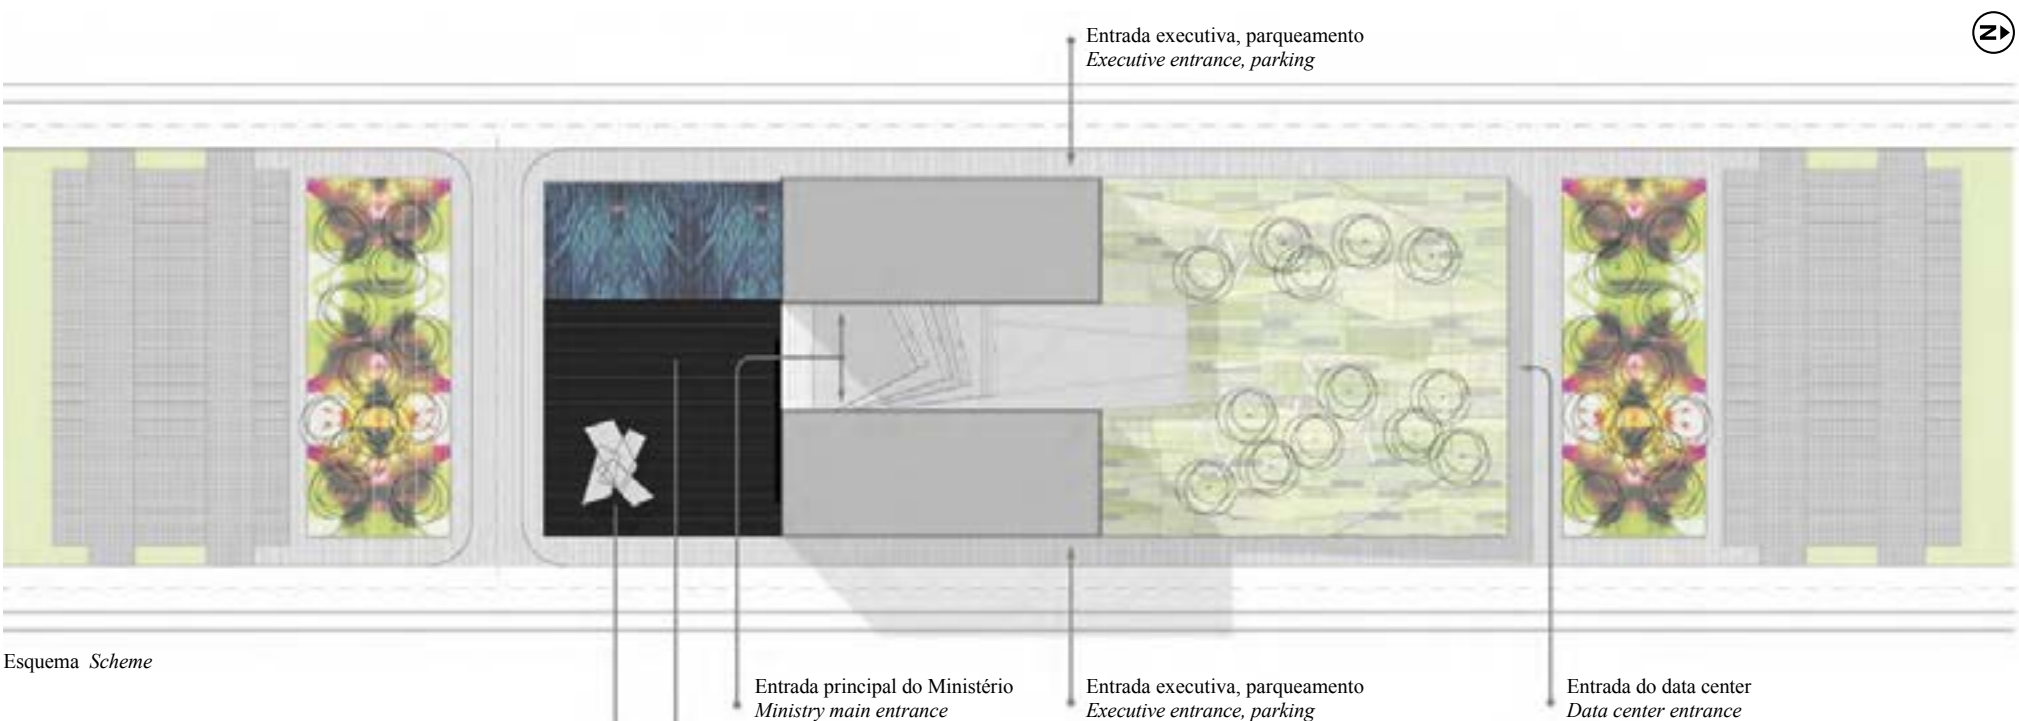 Entrada executiva, parqueamento
Executive entrance, parking
N
Esquema Scheme
Entrada principal do Ministério
Ministry main entrance
Entrada executiva, parqueamento
Executive entrance, parking
Entrada do data center
Data center entrance